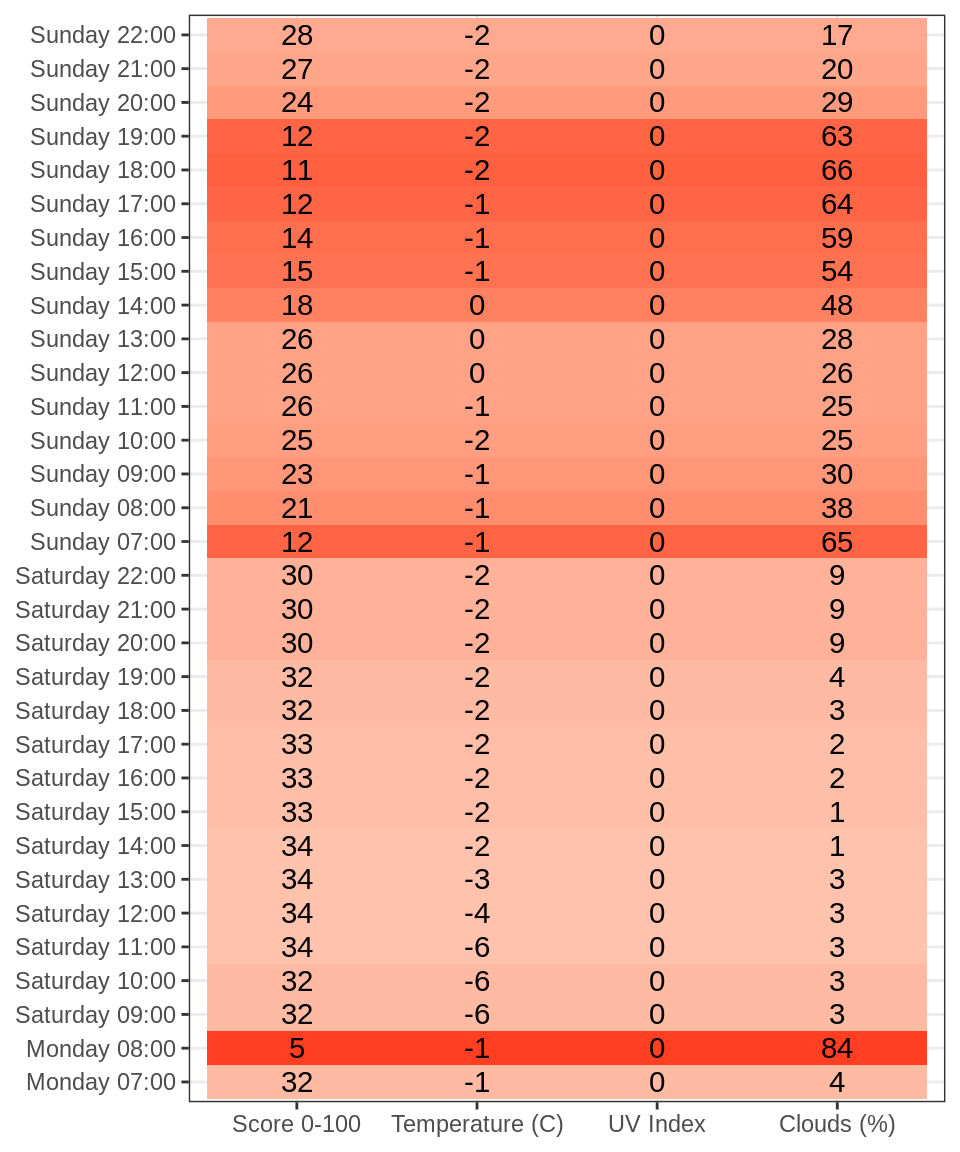 Sunday 22:00 28 -2 0 17
Sunday 21:00 27 -2 0 20
Sunday 20:00 24 -2 0 29
Sunday 19:00 12 -2 0 63
Sunday 18:00 11 -2 0 66
Sunday 17:00 12 -1 0 64
Sunday 16:00 14 -1 0 59
Sunday 15:00 15 -1 0 54
Sunday 14:00 18 0 0 48
Sunday 13:00 26 0 0 28
Sunday 12:00 26 0 0 26
Sunday 11:00 26 -1 0 25
Sunday 10:00 25 -2 0 25
Sunday 09:00 23 -1 0 30
Sunday 08:00 21 -1 0 38
Sunday 07:00 12 -1 0 65
Saturday 22:00 30 -2 0 9
Saturday 21:00 30 -2 0 9
Saturday 20:00 30 -2 0 9
Saturday 19:00 32 -2 0 4
Saturday 18:00 32 -2 0 3
Saturday 17:00 33 -2 0 2
Saturday 16:00 33 -2 0 2
Saturday 15:00 33 -2 0 1
Saturday 14:00 34 -2 0 1
Saturday 13:00 34 -3 0 3
Saturday 12:00 34 -4 0 3
Saturday 11:00 34 -6 0 3
Saturday 10:00 32 -6 0 3
Saturday 09:00 32 -6 0 3
Monday 08:00 5 -1 0 84
Monday 07:00 32 -1 0 4
Score 0-100 Temperature (C) UV Index Clouds (%)